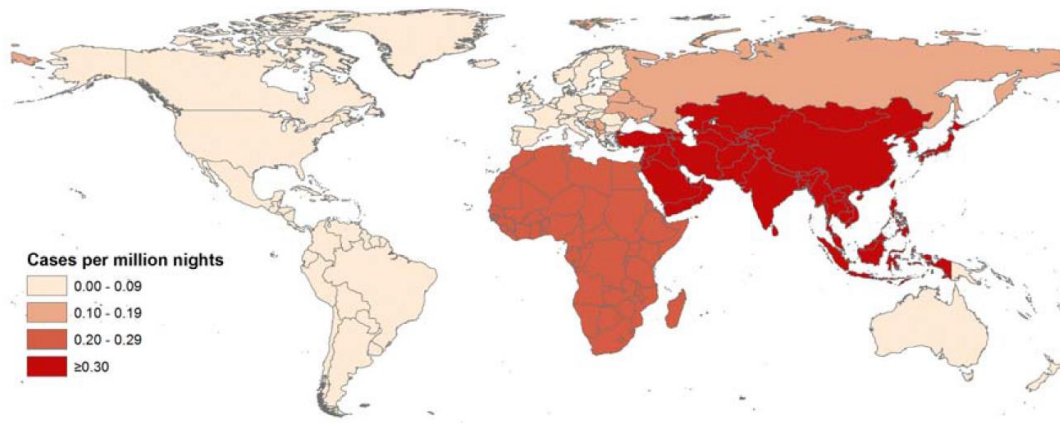 Cases per million nights
0.00 - 0.09
0.10 - 0.19
0.20 - 0.29
≥0.30